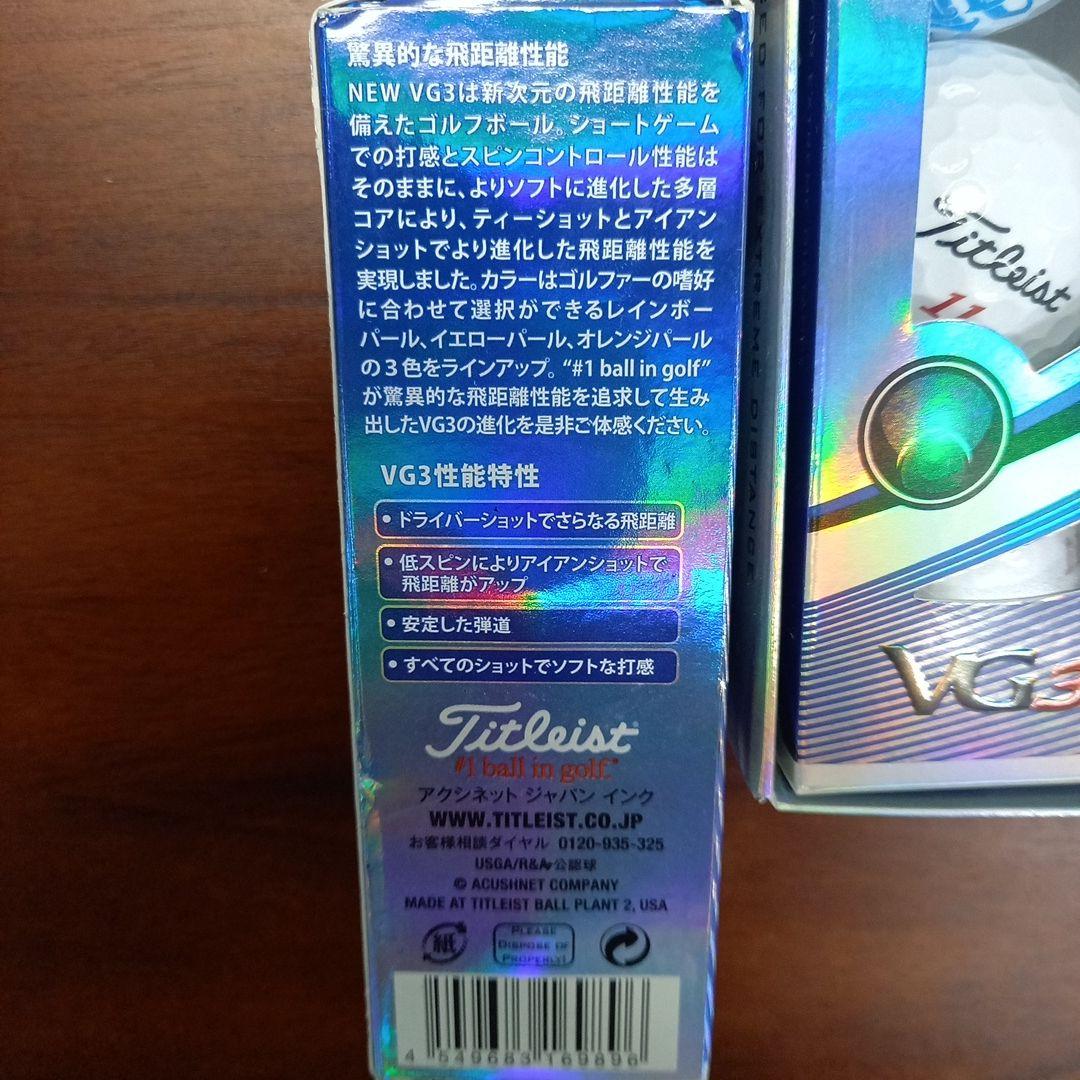 驚異的な飛距離性能
NEW VG3は新次元の飛距離性能を
備えたゴルフボール。ショートゲーム
での打感とスピンコントロール性能は
そのままに、よりソフトに進化した多層
コアにより、ティーショットとアイアン
ショットでより進化した飛距離性能を
実現しました。カラーはゴルファーの嗜好
に合わせて選択ができるレインボー
パール、イエローパール、オレンジパール
の3色をラインアップ。“#1 ball in golf”
が驚異的な飛距離性能を追求して生み
出したVG3の進化を是非ご体感ください。
VG3性能特性
• ドライバーショットでさらなる飛距離
• 低スピンによりアイアンショットで
飛距離がアップ
• 安定した弾道
• すべてのショットでソフトな打感
Titleist®
#1 ball in golf.®
アクシネット ジャパン インク
WWW.TITLEIST.CO.JP
お客様相談ダイヤル 0120-935-325
USGA/R&A公認球
© ACUSHNET COMPANY
MADE AT TITLEIST BALL PLANT 2, USA
紙
PLEASE
DISPOSE OF
PROPERLY!
4 549683 169896
FOR EXTREME DISTANCE
Titleist
11
VG3